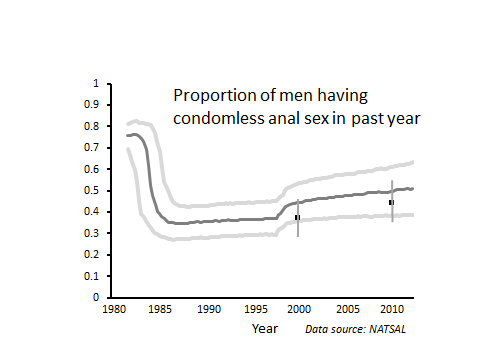 Proportion of men having
condomless anal sex in past year
1
0.9
0.8
0.7
0.6
0.5
0.4
0.3
0.2
0.1
0
1980 1985 1990 1995 2000 2005 2010
Year
Data source: NATSAL